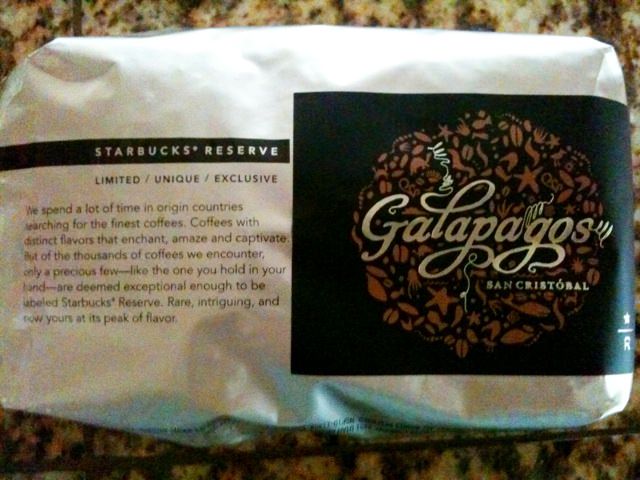 STARBUCKS® RESERVE
LIMITED / UNIQUE / EXCLUSIVE
We spend a lot of time in origin countries
searching for the finest coffees. Coffees with
distinct flavors that enchant, amaze and captivate.
But of the thousands of coffees we encounter,
only a precious few—like the one you hold in your
hand—are deemed exceptional enough to be
labeled Starbucks® Reserve. Rare, intriguing, and
now yours at its peak of flavor.
Galapagos
SAN CRISTÓBAL
★ R